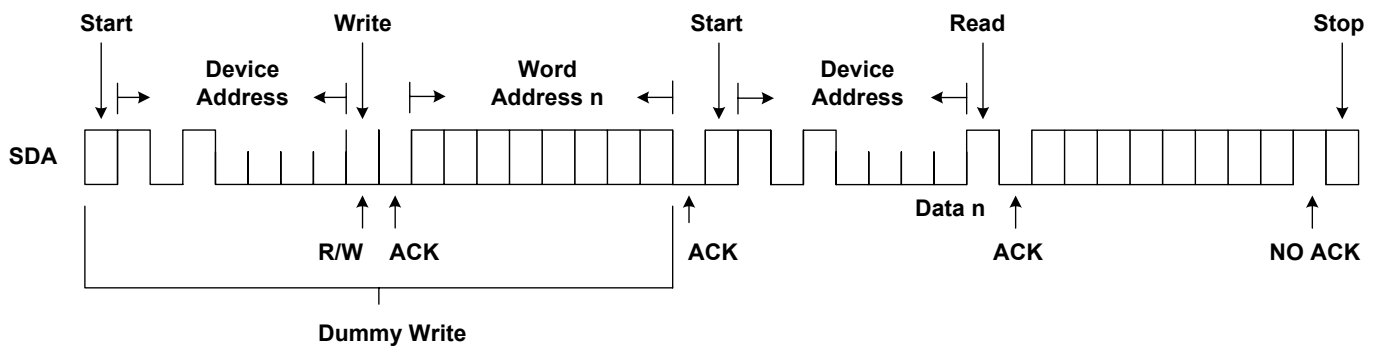 Start Write Start Read Stop
Device Address
Word Address n
Device Address
SDA
Data n
R/W ACK ACK ACK NO ACK
Dummy Write